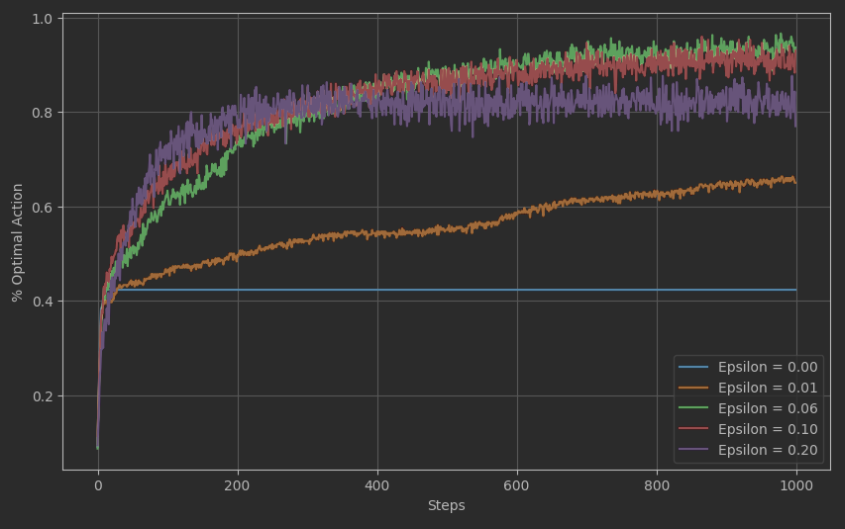 1.0
0.8
0.6
0.4
0.2
% Optimal Action
0 200 400 600 800 1000
Steps
Epsilon = 0.00
Epsilon = 0.01
Epsilon = 0.06
Epsilon = 0.10
Epsilon = 0.20